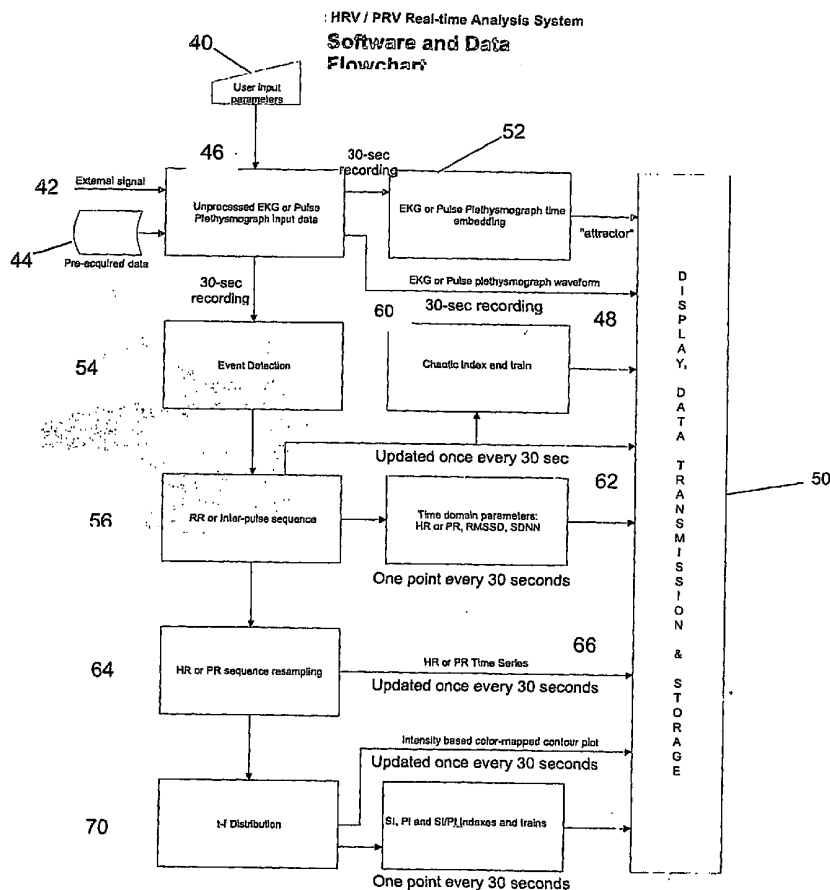 : HRV / PRV Real-time Analysis System
Software and Data
Flowchart
40
User input
parameters
46
30-sec
recording
52
42
External signal
Unprocessed EKG or Pulse
Plethysmograph input data
EKG or Pulse Plethysmograph time
embedding
"attractor"
44
Pre-acquired data
30-sec
recording
EKG or Pulse plethysmograph waveform
30-sec recording
60
48
54
Event Detection
Chaotic Index and train
Updated once every 30 sec
62
56
RR or Inter-pulse sequence
Time domain parameters:
HR or PR, RMSSD, SDNN
One point every 30 seconds
50
DISPLAY, DATA TRANSMISSION & STORAGE
64
HR or PR sequence resampling
66
HR or PR Time Series
Updated once every 30 seconds
Intensity based color-mapped contour plot
Updated once every 30 seconds
70
t-f Distribution
SI, PI and SI/PI indexes and trains
One point every 30 seconds